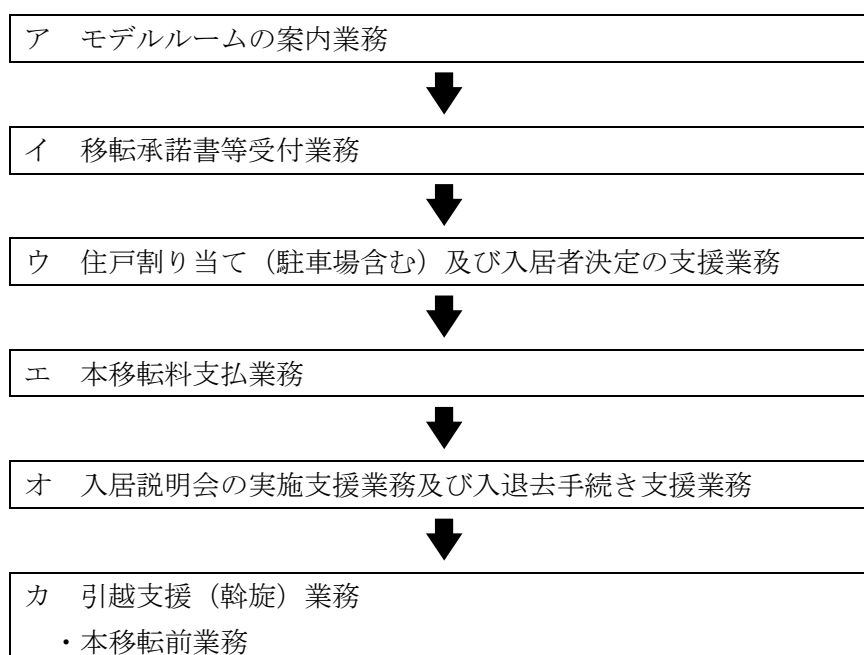 ア　モデルルームの案内業務
イ　移転承諾書等受付業務
ウ　住戸割り当て（駐車場含む）及び入居者決定の支援業務
エ　本移転料支払業務
オ　入居説明会の実施支援業務及び入退去手続き支援業務
カ　引越支援（斡旋）業務
・本移転前業務